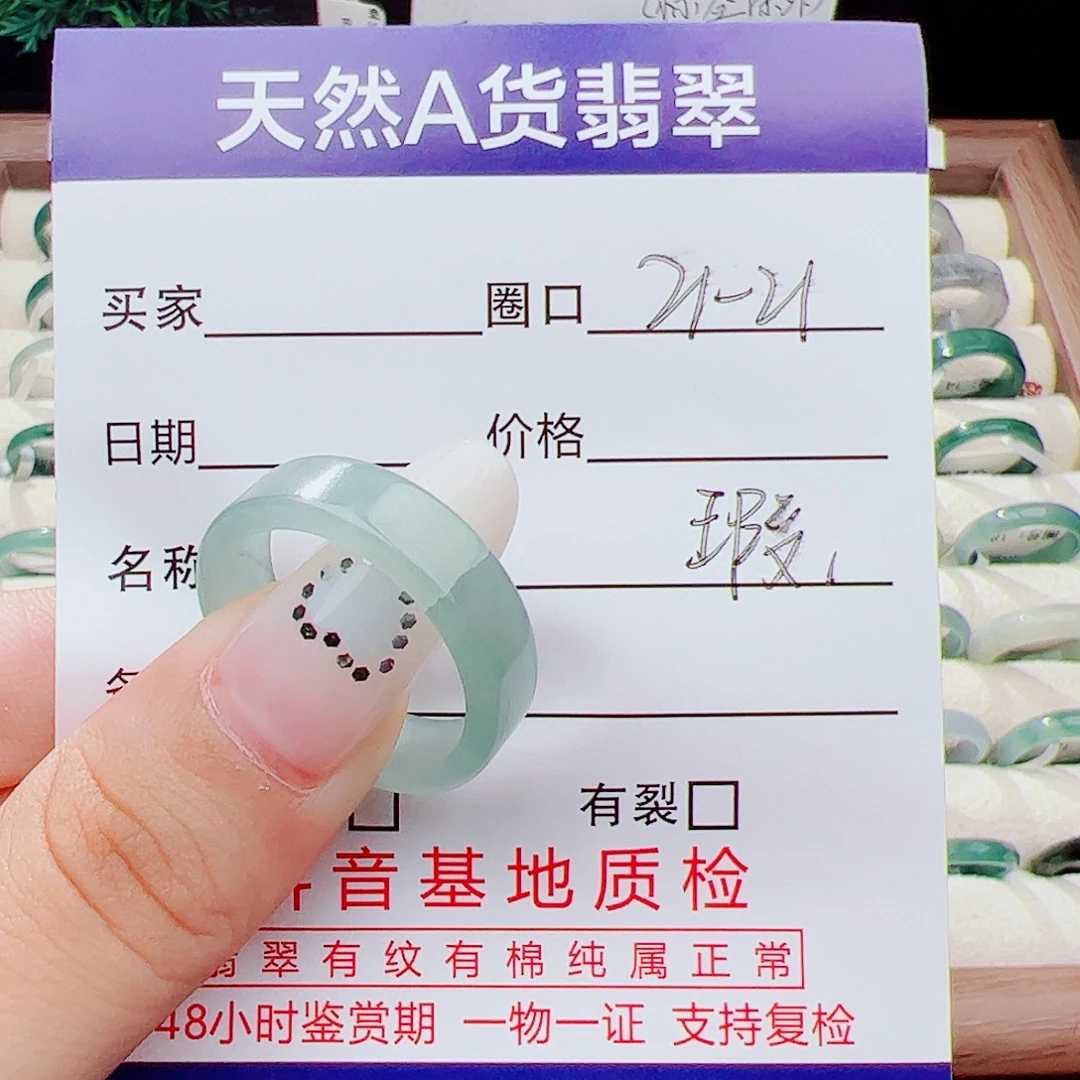 天然A货翡翠
买家 圈口 21-21
日期 价格
名称 瑕
有裂
音基地质检
翠有纹有棉纯属正常
48小时鉴赏期 一物一证 支持复检